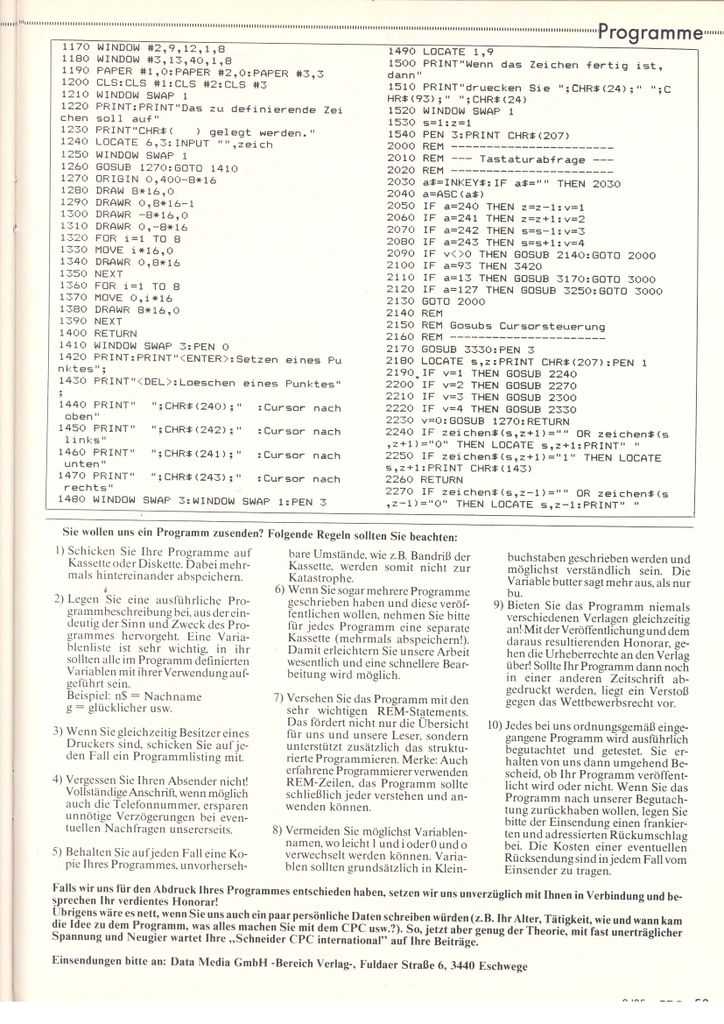 Programme
1170 WINDOW #2,9,12,1,8
1180 WINDOW #3,13,40,1,8
1190 PAPER #1,0:PAPER #2,0:PAPER #3,3
1200 CLS:CLS #1:CLS #2:CLS #3
1210 WINDOW SWAP 1
1220 PRINT:PRINT"Das zu definierende Zei
chen soll auf"
1230 PRINT"CHR$(    ) gelegt werden."
1240 LOCATE 6,3:INPUT "",zeich
1250 WINDOW SWAP 1
1260 GOSUB 1270:GOTO 1410
1270 ORIGIN 0,400-8*16
1280 DRAW 8*16,0
1290 DRAWR 0,8*16-1
1300 DRAWR -8*16,0
1310 DRAWR 0,-8*16
1320 FOR i=1 TO 8
1330 MOVE i*16,0
1340 DRAWR 0,8*16
1350 NEXT
1360 FOR i=1 TO 8
1370 MOVE 0,i*16
1380 DRAWR 8*16,0
1390 NEXT
1400 RETURN
1410 WINDOW SWAP 3:PEN 0
1420 PRINT:PRINT"<ENTER>:Setzen eines Pu
nktes";
1430 PRINT"<DEL>:Loeschen eines Punktes"
;
1440 PRINT"  ";CHR$(240);"  :Cursor nach
oben"
1450 PRINT"  ";CHR$(242);"  :Cursor nach
links"
1460 PRINT"  ";CHR$(241);"  :Cursor nach
unten"
1470 PRINT"  ";CHR$(243);"  :Cursor nach
rechts"
1480 WINDOW SWAP 3:WINDOW SWAP 1:PEN 3
1490 LOCATE 1,9
1500 PRINT"Wenn das Zeichen fertig ist,
dann"
1510 PRINT"druecken Sie ";CHR$(24);" ";C
HR$(93);" ";CHR$(24)
1520 WINDOW SWAP 1
1530 s=1:z=1
1540 PEN 3:PRINT CHR$(207)
2000 REM ------------------------
2010 REM --- Tastaturabfrage ---
2020 REM ------------------------
2030 a$=INKEY$:IF a$="" THEN 2030
2040 a=ASC(a$)
2050 IF a=240 THEN z=z-1:v=1
2060 IF a=241 THEN z=z+1:v=2
2070 IF a=242 THEN s=s-1:v=3
2080 IF a=243 THEN s=s+1:v=4
2090 IF v<>0 THEN GOSUB 2140:GOTO 2000
2100 IF a=93 THEN 3420
2110 IF a=13 THEN GOSUB 3170:GOTO 3000
2120 IF a=127 THEN GOSUB 3250:GOTO 3000
2130 GOTO 2000
2140 REM
2150 REM Gosubs Cursorsteuerung
2160 REM -----------------------
2170 GOSUB 3330:PEN 3
2180 LOCATE s,z:PRINT CHR$(207):PEN 1
2190 IF v=1 THEN GOSUB 2240
2200 IF v=2 THEN GOSUB 2270
2210 IF v=3 THEN GOSUB 2300
2220 IF v=4 THEN GOSUB 2330
2230 v=0:GOSUB 1270:RETURN
2240 IF zeichen$(s,z+1)="" OR zeichen$(s
,z+1)="0" THEN LOCATE s,z+1:PRINT" "
2250 IF zeichen$(s,z+1)="1" THEN LOCATE
s,z+1:PRINT CHR$(143)
2260 RETURN
2270 IF zeichen$(s,z-1)="" OR zeichen$(s
,z-1)="0" THEN LOCATE s,z-1:PRINT" "
Sie wollen uns ein Programm zusenden? Folgende Regeln sollten Sie beachten:
1) Schicken Sie Ihre Programme auf
Kassette oder Diskette. Dabei mehr-
mals hintereinander abspeichern.
2) Legen Sie eine ausführliche Pro-
grammbeschreibung bei, aus der ein-
deutig der Sinn und Zweck des Pro-
grammes hervorgeht. Eine Varia-
blenliste ist sehr wichtig, in ihr
sollten alle im Programm definierten
Variablen mit ihrer Verwendung auf-
geführt sein.
Beispiel: n$ = Nachname
g = glücklicher usw.
3) Wenn Sie gleichzeitig Besitzer eines
Druckers sind, schicken Sie auf je-
den Fall ein Programmlisting mit.
4) Vergessen Sie Ihren Absender nicht!
Vollständige Anschrift, wenn möglich
auch die Telefonnummer, ersparen
unnötige Verzögerungen bei even-
tuellen Nachfragen unsererseits.
5) Behalten Sie auf jeden Fall eine Ko-
pie Ihres Programmes, unvorherseh-
bare Umstände, wie z.B. Bandriß der
Kassette, werden somit nicht zur
Katastrophe.
6) Wenn Sie sogar mehrere Programme
geschrieben haben und diese veröf-
fentlichen wollen, nehmen Sie bitte
für jedes Programm eine separate
Kassette (mehrmals abspeichern!).
Damit erleichtern Sie unsere Arbeit
wesentlich und eine schnellere Bear-
beitung wird möglich.
7) Versehen Sie das Programm mit den
sehr wichtigen REM-Statements.
Das fördert nicht nur die Übersicht
für uns und unsere Leser, sondern
unterstützt zusätzlich das struktu-
rierte Programmieren. Merke: Auch
erfahrene Programmierer verwenden
REM-Zeilen, das Programm sollte
schließlich jeder verstehen und an-
wenden können.
8) Vermeiden Sie möglichst Variablen-
namen, wo leicht 1 und i oder 0 und o
verwechselt werden können. Varia-
blen sollten grundsätzlich in Klein-
buchstaben geschrieben werden und
möglichst verständlich sein. Die
Variable butter sagt mehr aus, als nur
bu.
9) Bieten Sie das Programm niemals
verschiedenen Verlagen gleichzeitig
an! Mit der Veröffentlichung und dem
daraus resultierenden Honorar, ge-
hen die Urheberrechte an den Verlag
über! Sollte Ihr Programm dann noch
in einer anderen Zeitschrift ab-
gedruckt werden, liegt ein Verstoß
gegen das Wettbewerbsrecht vor.
10) Jedes bei uns ordnungsgemäß einge-
gangene Programm wird ausführlich
begutachtet und getestet. Sie er-
halten von uns dann umgehend Be-
scheid, ob Ihr Programm veröffent-
licht wird oder nicht. Wenn Sie das
Programm nach unserer Begutach-
tung zurückhaben wollen, legen Sie
bitte der Einsendung einen frankier-
ten und adressierten Rückumschlag
bei. Die Kosten einer eventuellen
Rücksendung sind in jedem Fall vom
Einsender zu tragen.
Falls wir uns für den Abdruck Ihres Programmes entschieden haben, setzen wir uns unverzüglich mit Ihnen in Verbindung und be-
sprechen Ihr verdientes Honorar!
Übrigens wäre es nett, wenn Sie uns auch ein paar persönliche Daten schreiben würden (z.B. Ihr Alter, Tätigkeit, wie und wann kam
die Idee zu dem Programm, was alles machen Sie mit dem CPC usw.?). So, jetzt aber genug der Theorie, mit fast unerträglicher
Spannung und Neugier wartet Ihre „Schneider CPC international" auf Ihre Beiträge.
Einsendungen bitte an: Data Media GmbH -Bereich Verlag-, Fuldaer Straße 6, 3440 Eschwege